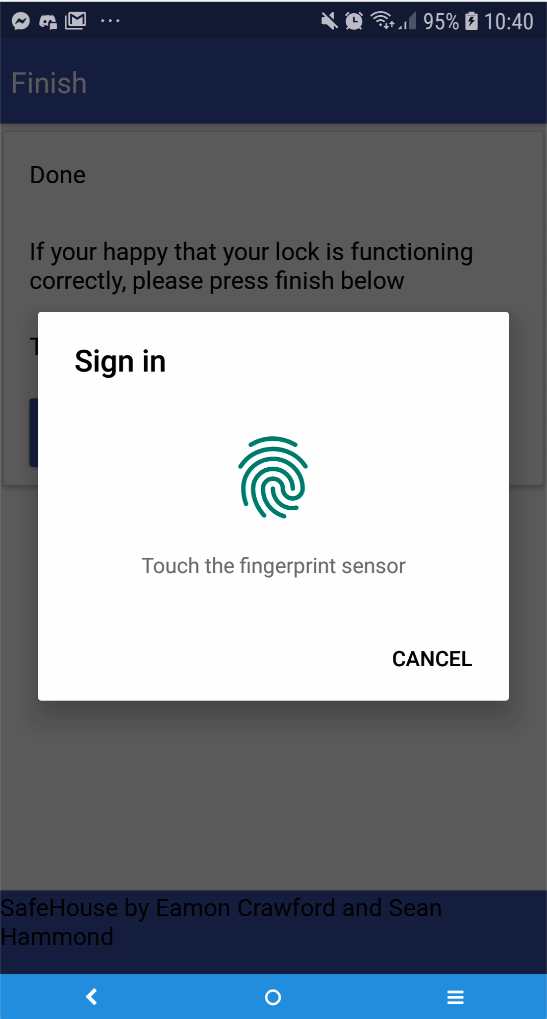 95% 10:40
Finish
Done
If your happy that your lock is functioning
correctly, please press finish below
T
Sign in
Touch the fingerprint sensor
CANCEL
SafeHouse by Eamon Crawford and Sean
Hammond